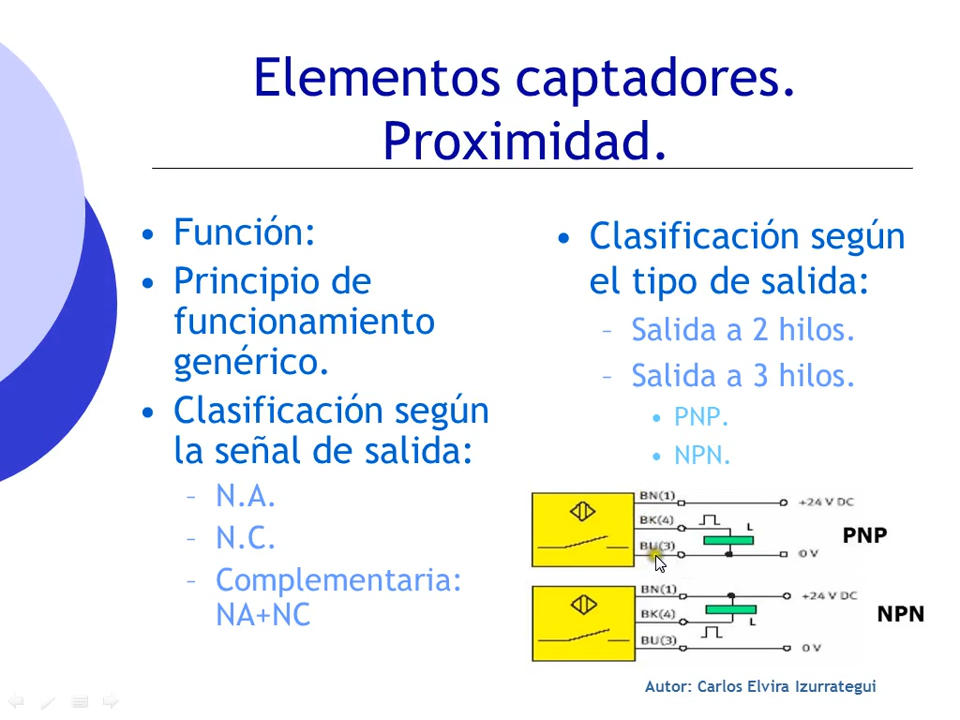 Elementos captadores.
Proximidad.
• Función:
• Principio de
funcionamiento
genérico.
• Clasificación según
la señal de salida:
– N.A.
– N.C.
– Complementaria:
NA+NC
• Clasificación según
el tipo de salida:
– Salida a 2 hilos.
– Salida a 3 hilos.
• PNP.
• NPN.
BN(1)
+24 V DC
BK(4)
L
PNP
BU(3)
0 V
BN(1)
+24 V DC
BK(4)
L
NPN
BU(3)
0 V
Autor: Carlos Elvira Izurrategui